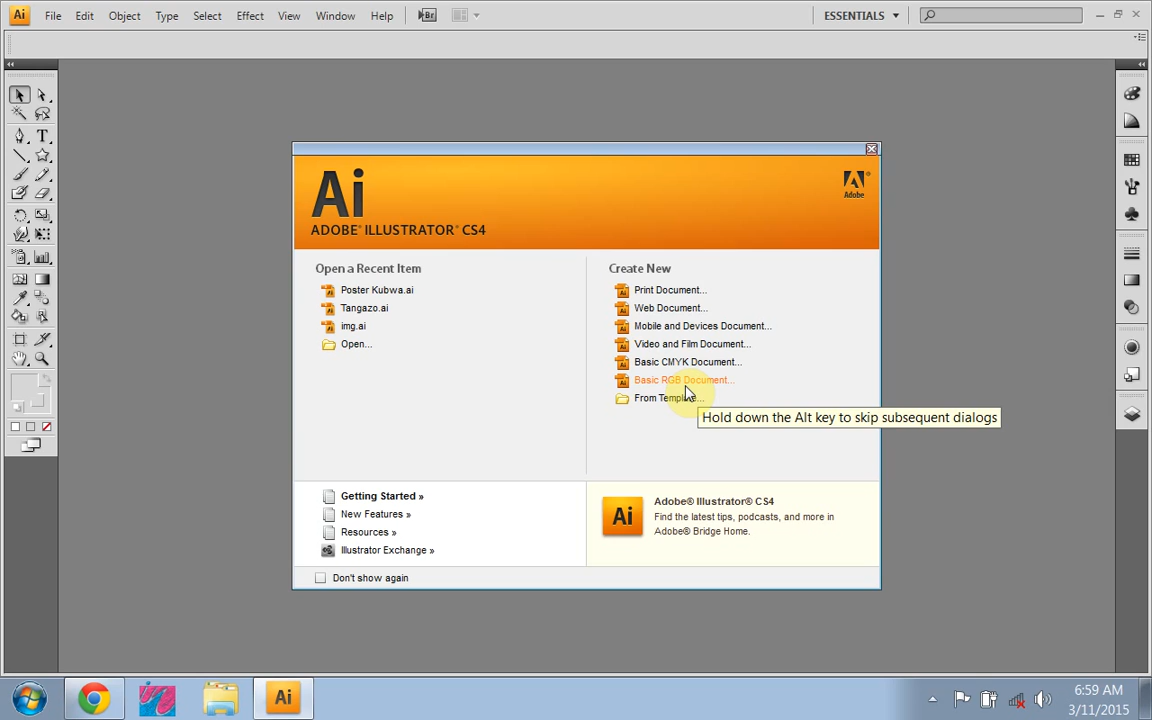 Ai File Edit Object Type Select Effect View Window Help Br ESSENTIALS
Ai
Adobe
ADOBE® ILLUSTRATOR® CS4
Open a Recent Item
Poster Kubwa.ai
Tangazo.ai
img.ai
Open...
Create New
Print Document...
Web Document...
Mobile and Devices Document...
Video and Film Document...
Basic CMYK Document...
Basic RGB Document...
From Template...
Hold down the Alt key to skip subsequent dialogs
Getting Started »
New Features »
Resources »
Illustrator Exchange »
Ai
Adobe® Illustrator® CS4
Find the latest tips, podcasts, and more in
Adobe® Bridge Home.
Don't show again
Ai
6:59 AM
3/11/2015